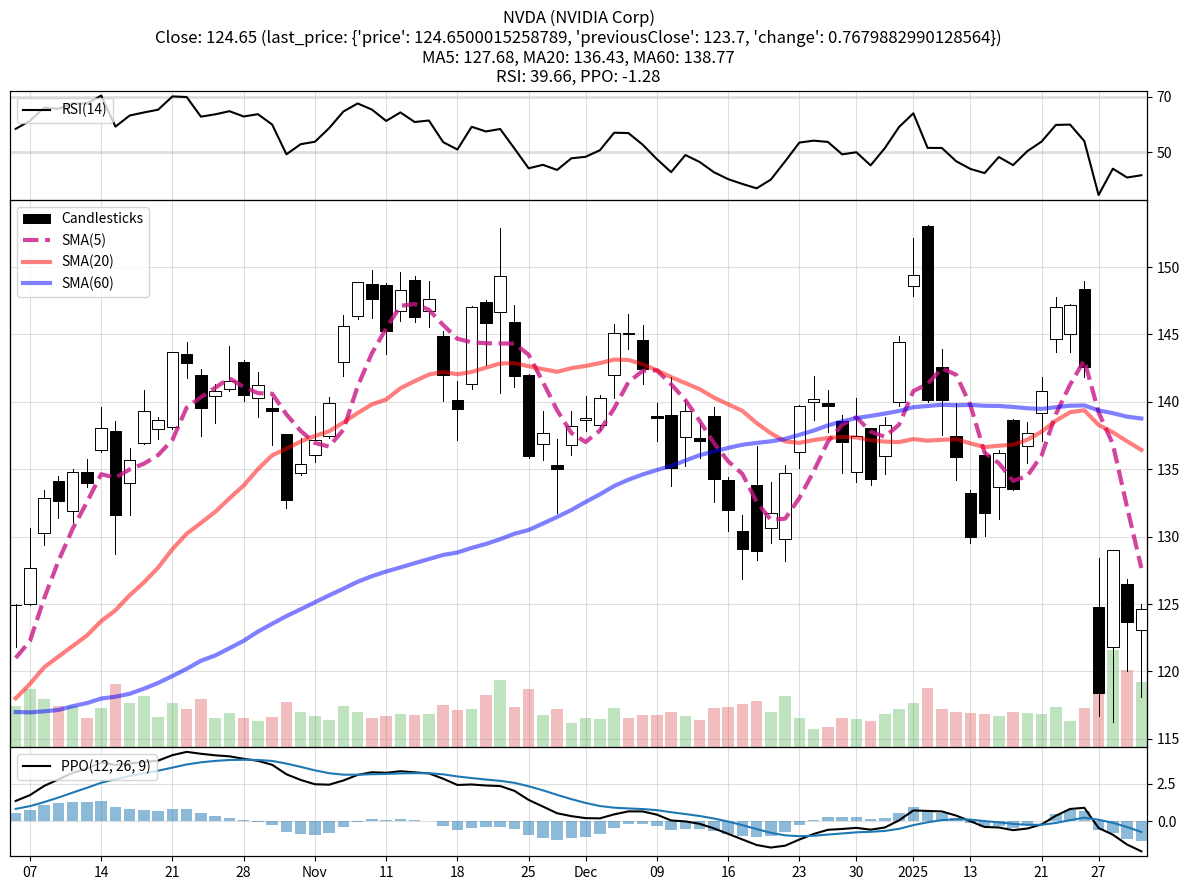 NVDA (NVIDIA Corp)
Close: 124.65 (last_price: {'price': 124.6500015258789, 'previousClose': 123.7, 'change': 0.7679882990128564})
MA5: 127.68, MA20: 136.43, MA60: 138.77
RSI: 39.66, PPO: -1.28
RSI(14)
70
50
Candlesticks
SMA(5)
SMA(20)
SMA(60)
150
145
140
135
130
125
120
115
PPO(12, 26, 9)
2.5
0.0
07 14 21 28 Nov 11 18 25 Dec 09 16 23 30 2025 13 21 27